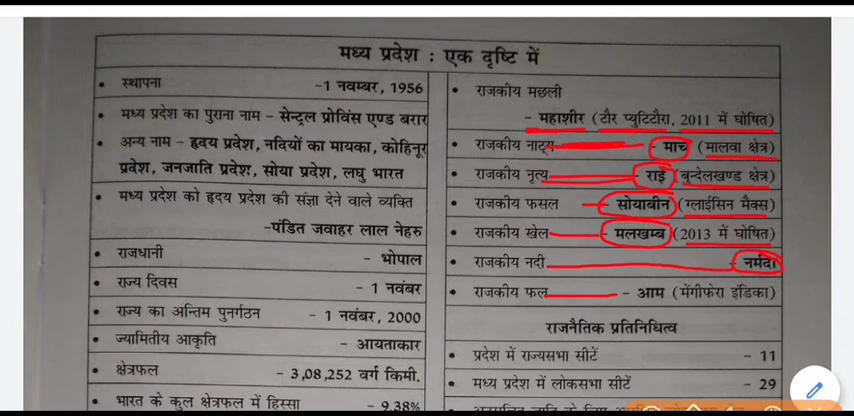 मध्य प्रदेश : एक दृष्टि में
• स्थापना -1 नवम्बर, 1956
• मध्य प्रदेश का पुराना नाम - सेन्ट्रल प्रोविंस एण्ड बरार
• अन्य नाम - हृदय प्रदेश, नदियों का मायका, कोहिनूर
प्रदेश, जनजाति प्रदेश, सोया प्रदेश, लघु भारत
• मध्य प्रदेश को हृदय प्रदेश की संज्ञा देने वाले व्यक्ति
-पंडित जवाहर लाल नेहरु
• राजधानी - भोपाल
• राज्य दिवस - 1 नवंबर
• राज्य का अन्तिम पुनर्गठन - 1 नवंबर, 2000
• ज्यामितीय आकृति - आयताकार
• क्षेत्रफल - 3,08,252 वर्ग किमी.
• भारत के कुल क्षेत्रफल में हिस्सा - 9.38%
• राजकीय मछली
- महाशीर (टौर प्युटिटौरा, 2011 में घोषित)
• राजकीय नाट्य - माच (मालवा क्षेत्र)
• राजकीय नृत्य - राई (बुन्देलखण्ड क्षेत्र)
• राजकीय फसल - सोयाबीन (ग्लाईसिन मैक्स)
• राजकीय खेल - मलखम्ब (2013 में घोषित)
• राजकीय नदी - नर्मदा
• राजकीय फल - आम (मेंगीफेरा इंडिका)
राजनैतिक प्रतिनिधित्व
• प्रदेश में राज्यसभा सीटें - 11
• मध्य प्रदेश में लोकसभा सीटें - 29